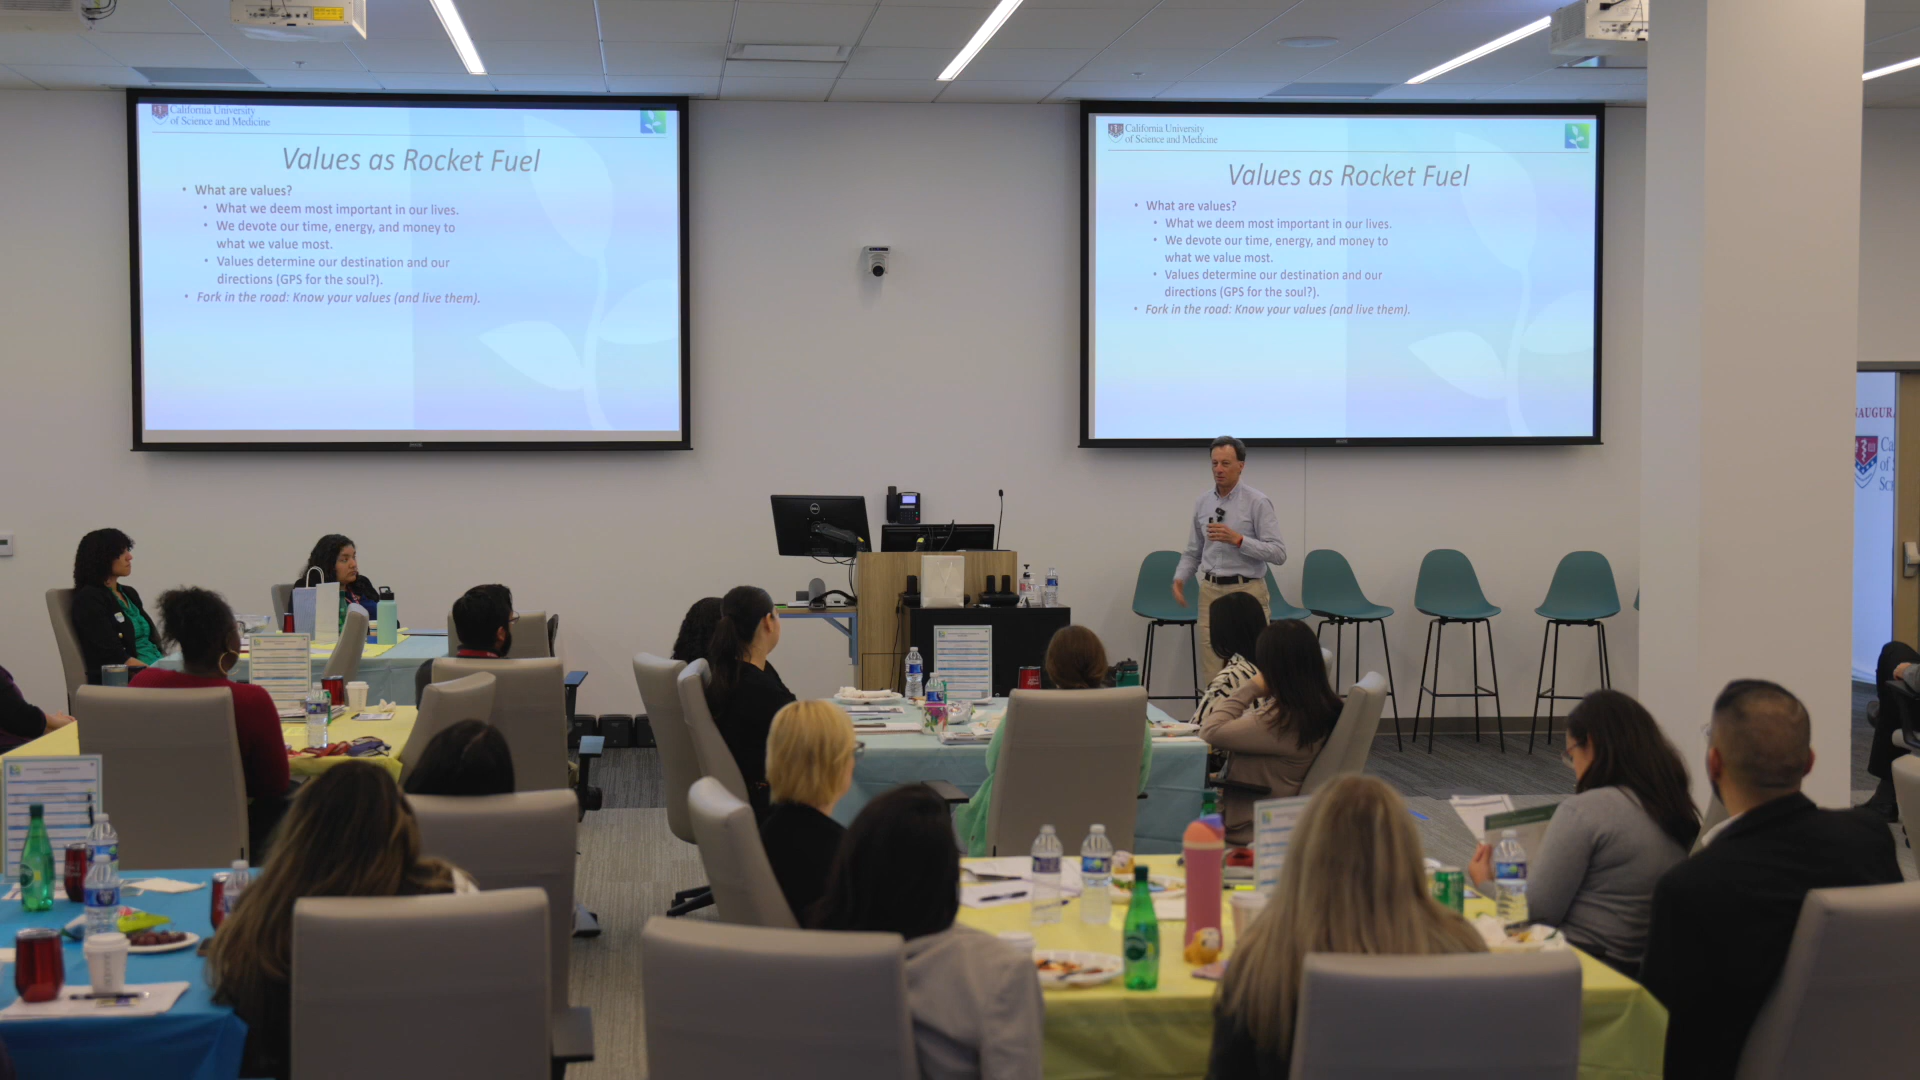 California University
of Science and Medicine
Values as Rocket Fuel
• What are values?
• What we deem most important in our lives.
• We devote our time, energy, and money to
what we value most.
• Values determine our destination and our
directions (GPS for the soul?).
• Fork in the road: Know your values (and live them).
California University
of Science and Medicine
Values as Rocket Fuel
• What are values?
• What we deem most important in our lives.
• We devote our time, energy, and money to
what we value most.
• Values determine our destination and our
directions (GPS for the soul?).
• Fork in the road: Know your values (and live them).
DELL
of